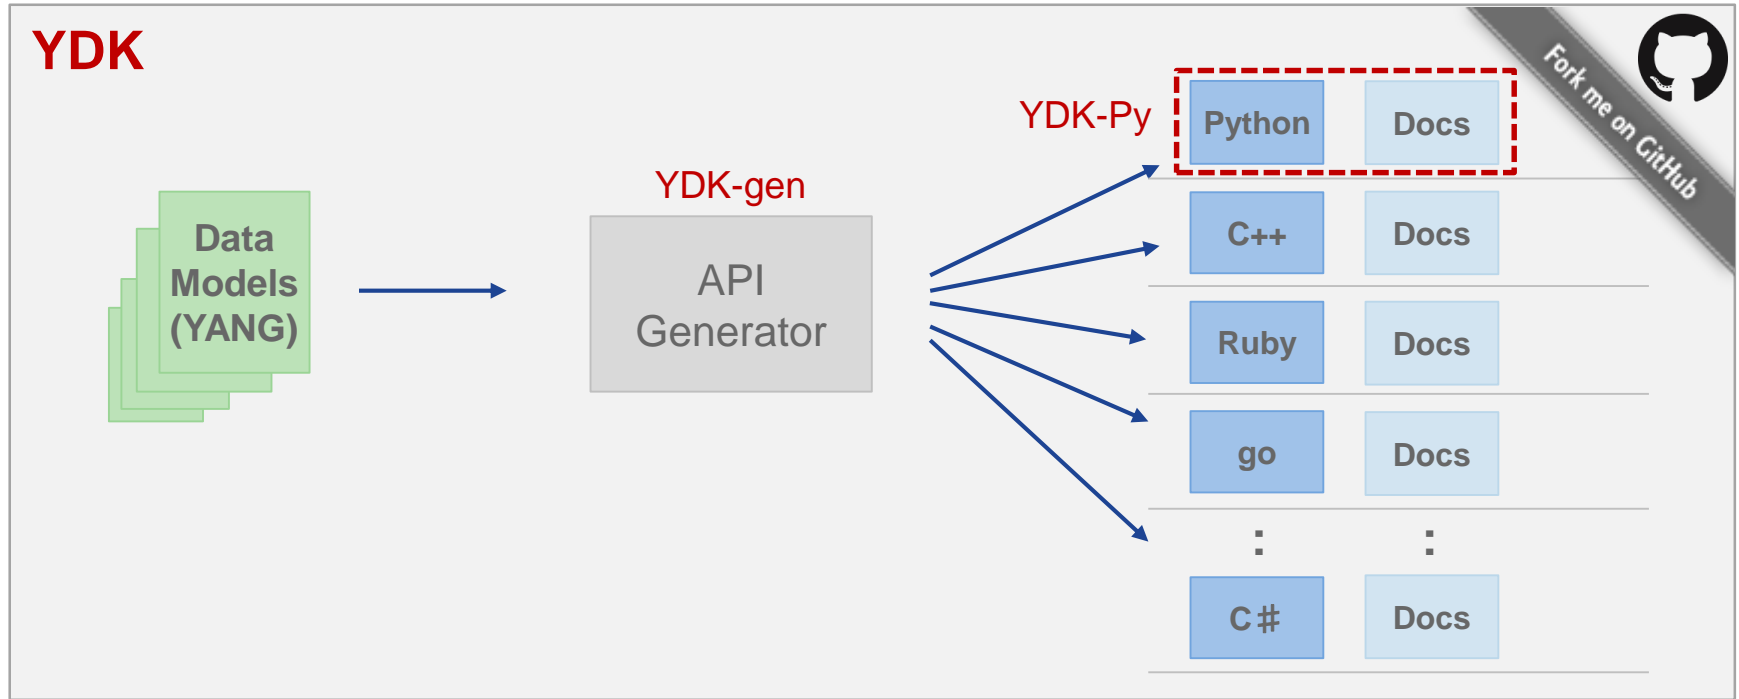 YDK
Fork me on GitHub
YDK-Py
Python
Docs
YDK-gen
Data
Models
(YANG)
API
Generator
C++
Docs
Ruby
Docs
go
Docs
:
:
C♯
Docs